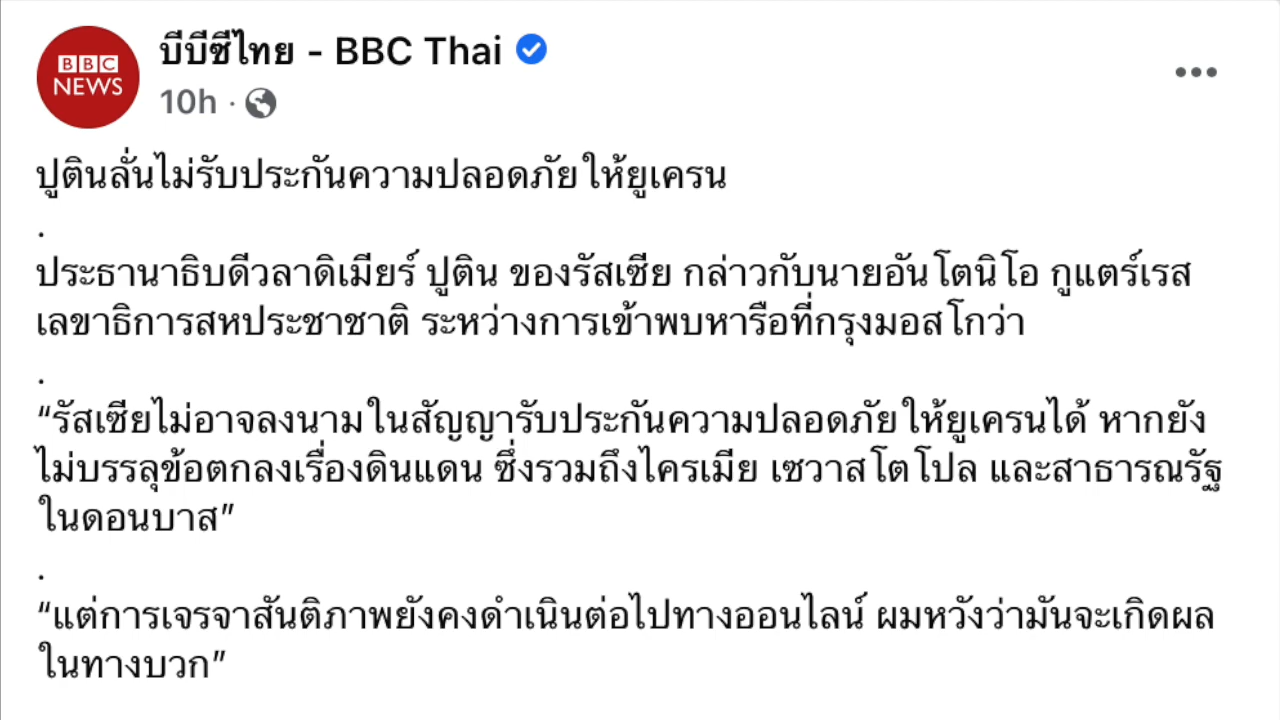 BBC
NEWS
บีบีซีไทย - BBC Thai
10h ·
ปูตินลั่นไม่รับประกันความปลอดภัยให้ยูเครน
.
ประธานาธิบดีวลาดิเมียร์ ปูติน ของรัสเซีย กล่าวกับนายอันโตนิโอ กูแตร์เรส
เลขาธิการสหประชาชาติ ระหว่างการเข้าพบหารือที่กรุงมอสโกว่า
.
“รัสเซียไม่อาจลงนามในสัญญารับประกันความปลอดภัยให้ยูเครนได้ หากยัง
ไม่บรรลุข้อตกลงเรื่องดินแดน ซึ่งรวมถึงไครเมีย เซวาสโตโปล และสาธารณรัฐ
ในดอนบาส”
.
“แต่การเจรจาสันติภาพยังคงดำเนินต่อไปทางออนไลน์ ผมหวังว่ามันจะเกิดผล
ในทางบวก”